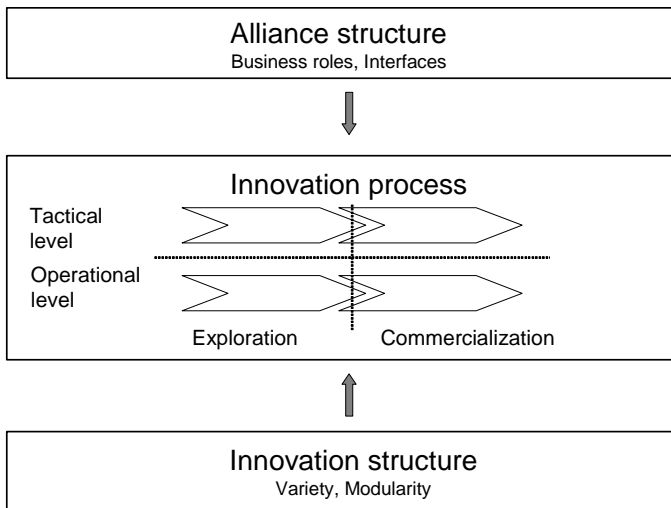 Alliance structure
Business roles, Interfaces
Innovation process
Tactical
level
Operational
level
Exploration
Commercialization
Innovation structure
Variety, Modularity